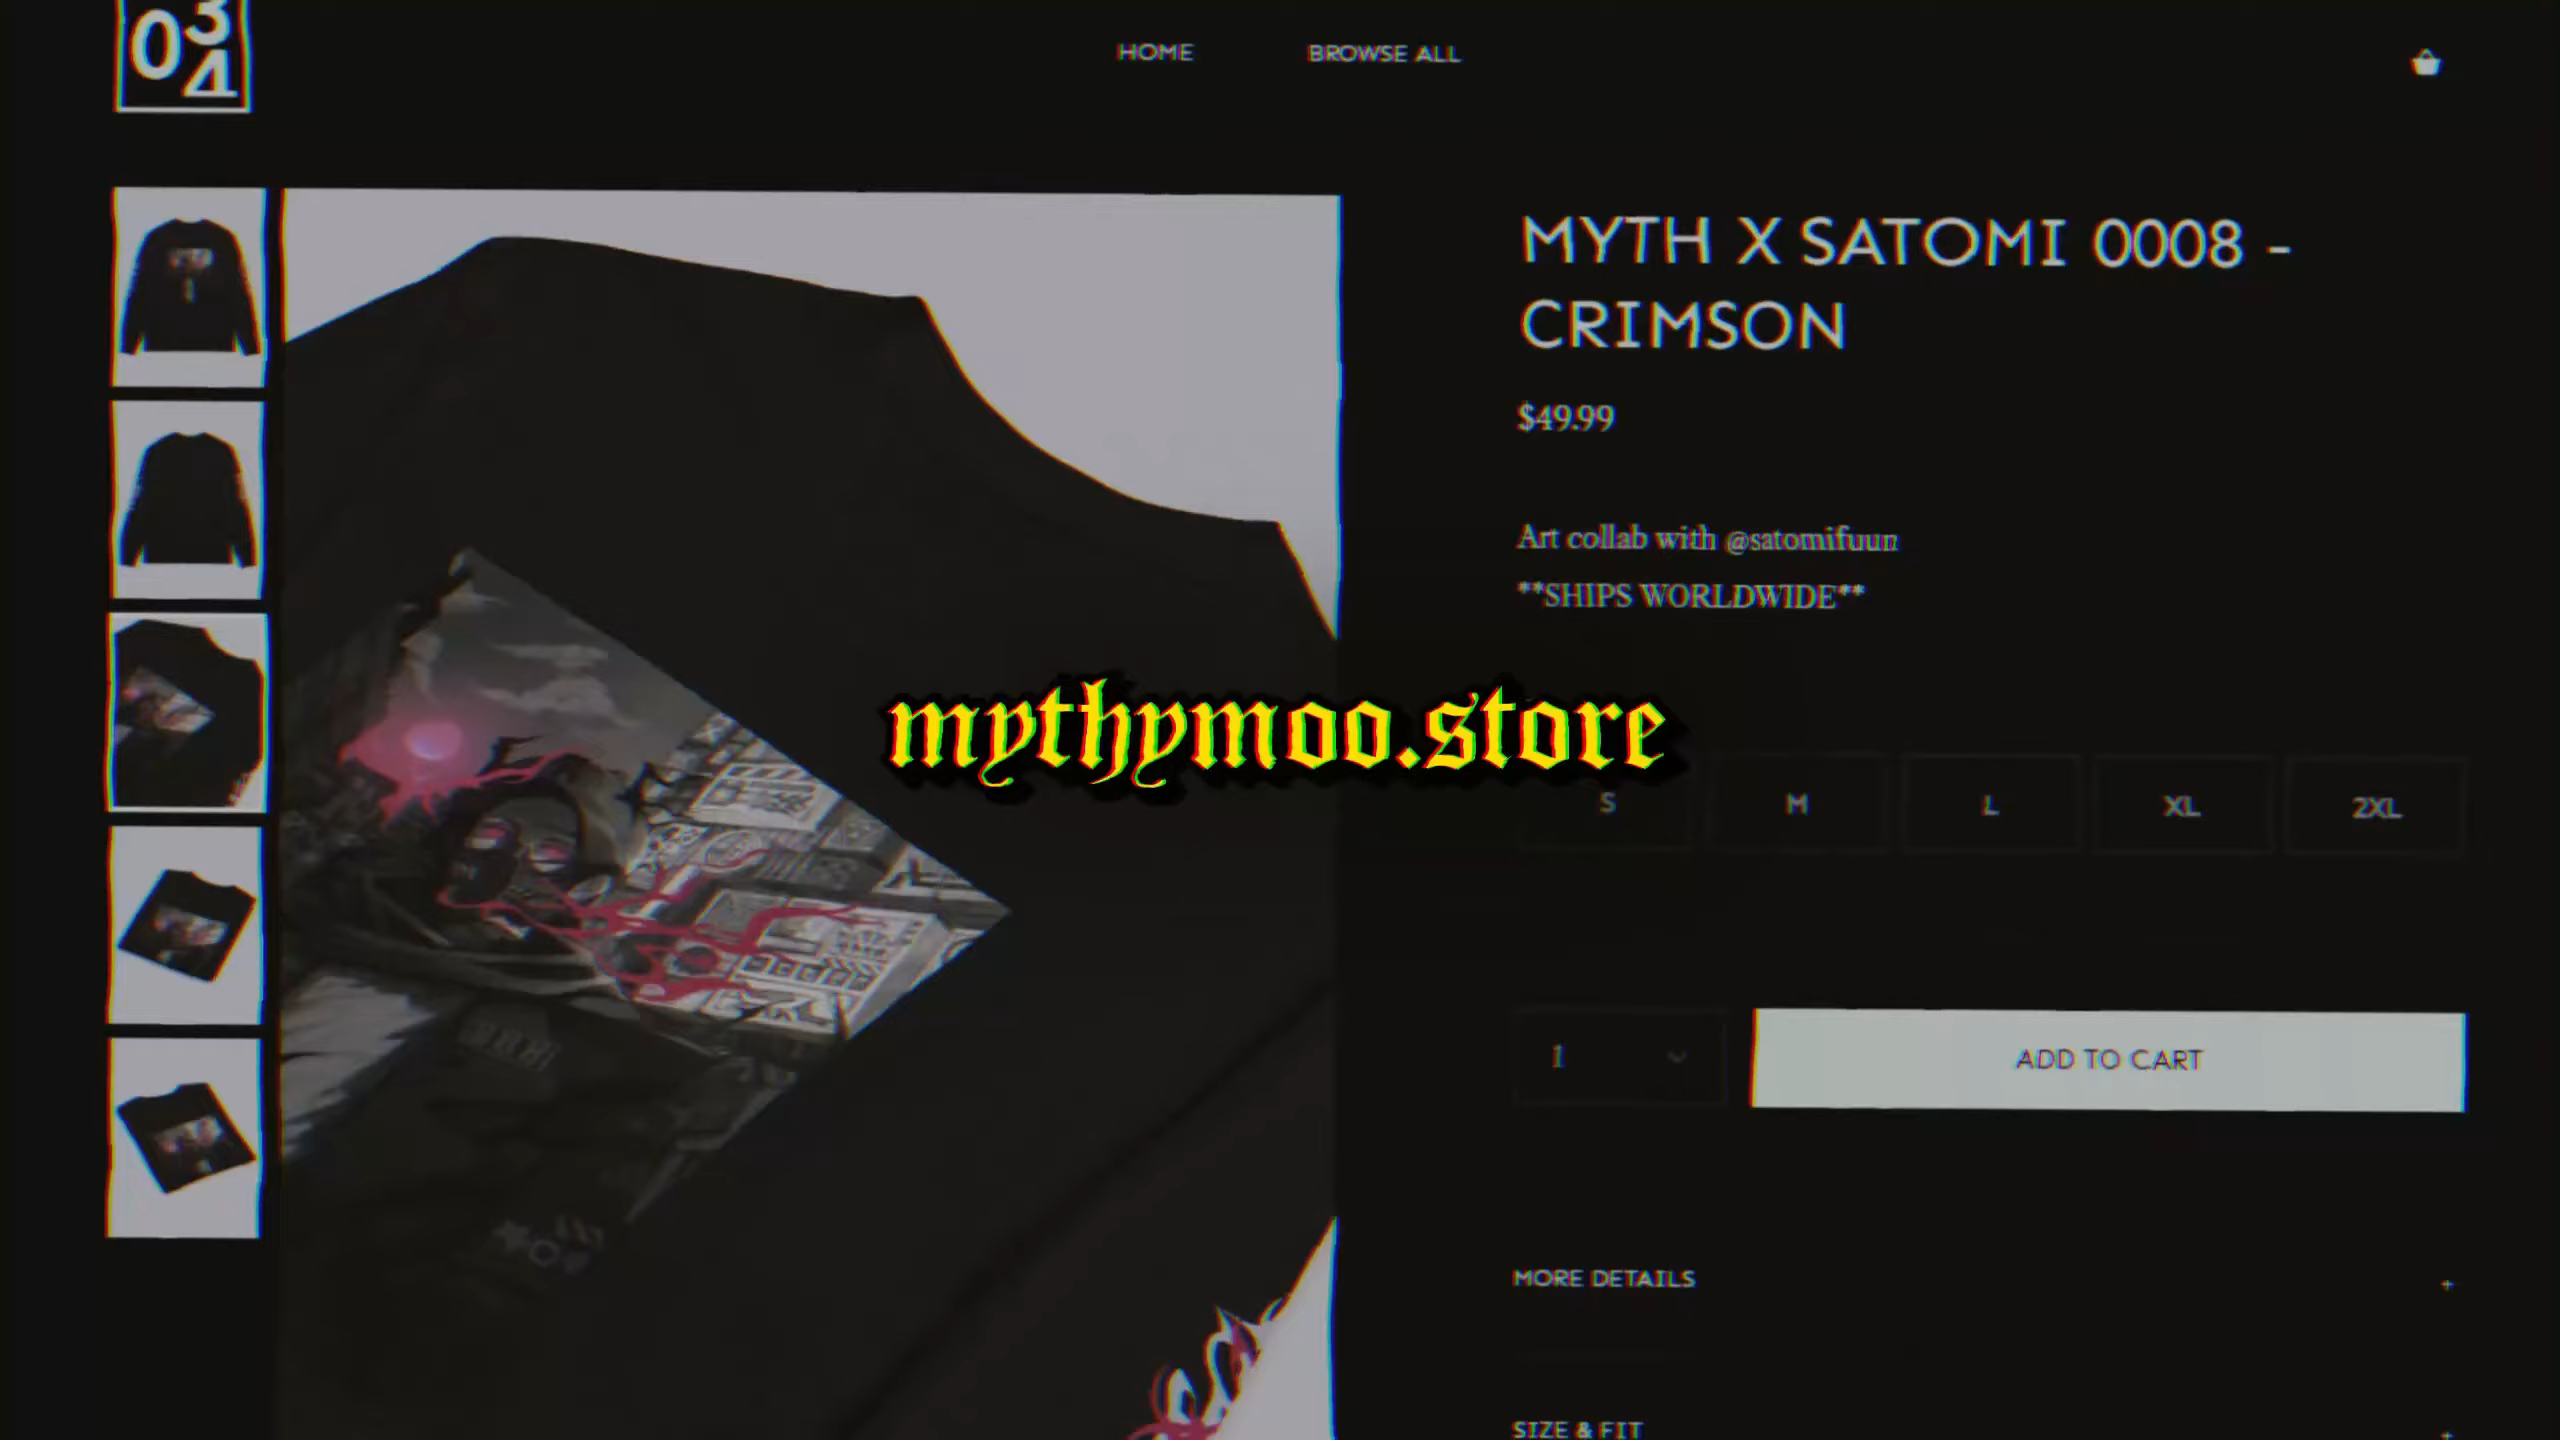 034
HOME
BROWSE ALL
MYTH X SATOMI 0008 -
CRIMSON
$49.99
Art collab with @satomifuun
**SHIPS WORLDWIDE**
mythymoo.store
S
M
L
XL
2XL
1
ADD TO CART
MORE DETAILS
+
SIZE & FIT
+